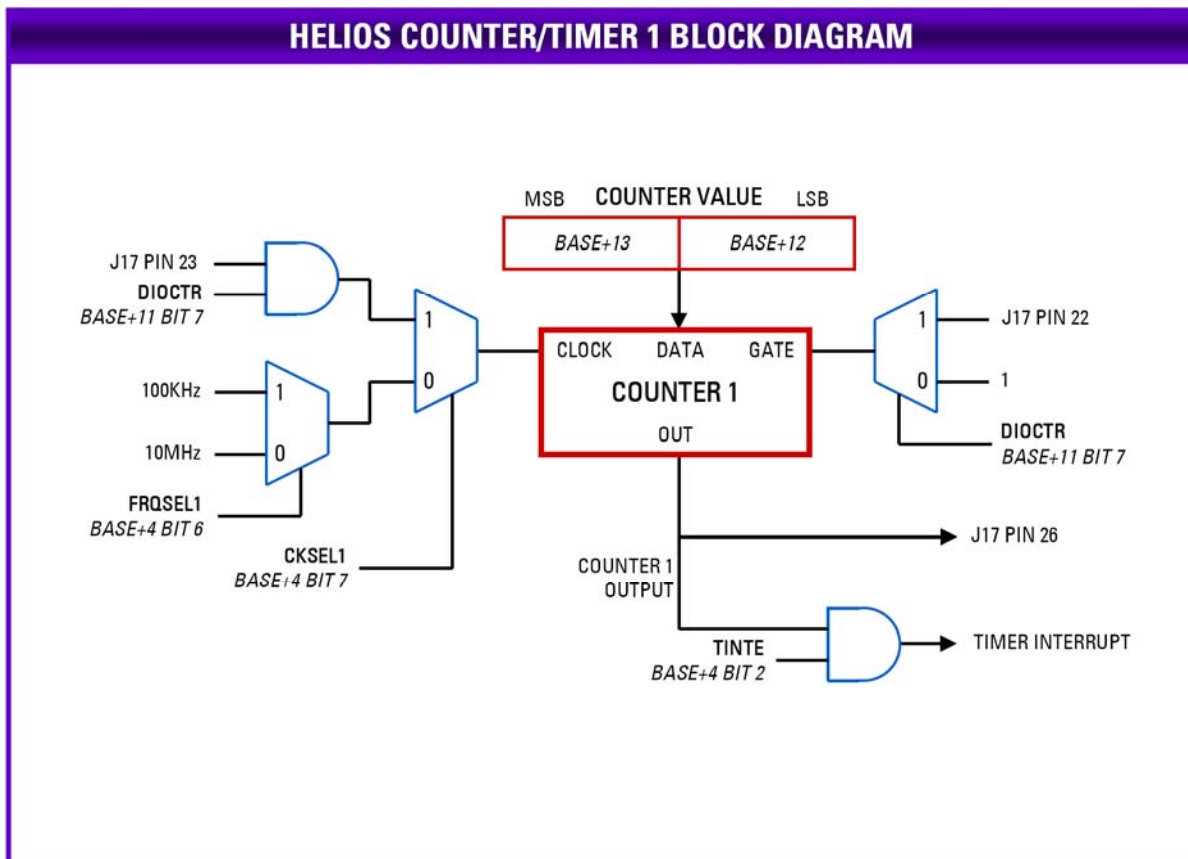 HELIOS COUNTER/TIMER 1 BLOCK DIAGRAM
MSB COUNTER VALUE LSB
BASE+13 BASE+12
J17 PIN 23
DIOCTR
BASE+11 BIT 7
1
0
100KHz
1
10MHz
0
FRQSEL1
BASE+4 BIT 6
CKSEL1
BASE+4 BIT 7
CLOCK DATA GATE
COUNTER 1
OUT
1
J17 PIN 22
0
1
DIOCTR
BASE+11 BIT 7
J17 PIN 26
COUNTER 1
OUTPUT
TINTE
BASE+4 BIT 2
TIMER INTERRUPT